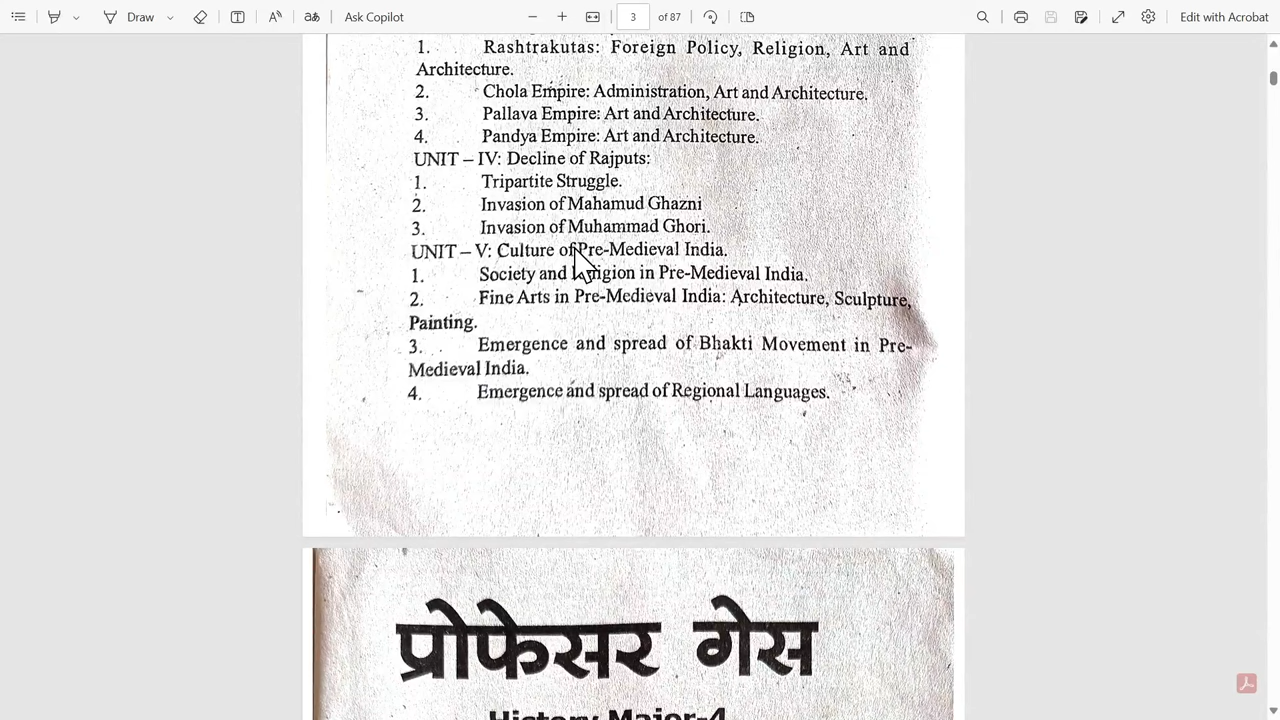 Draw
Ask Copilot
3
of 87
Edit with Acrobat
1. Rashtrakutas: Foreign Policy, Religion, Art and
Architecture.
2. Chola Empire: Administration, Art and Architecture.
3. Pallava Empire: Art and Architecture.
4. Pandya Empire: Art and Architecture.
UNIT – IV: Decline of Rajputs:
1. Tripartite Struggle.
2. Invasion of Mahamud Ghazni
3. Invasion of Muhammad Ghori.
UNIT – V: Culture of Pre-Medieval India.
1. Society and Religion in Pre-Medieval India.
2. Fine Arts in Pre-Medieval India: Architecture, Sculpture,
Painting.
3. Emergence and spread of Bhakti Movement in Pre-
Medieval India.
4. Emergence and spread of Regional Languages.
प्रोफेसर गेस
History Major-4